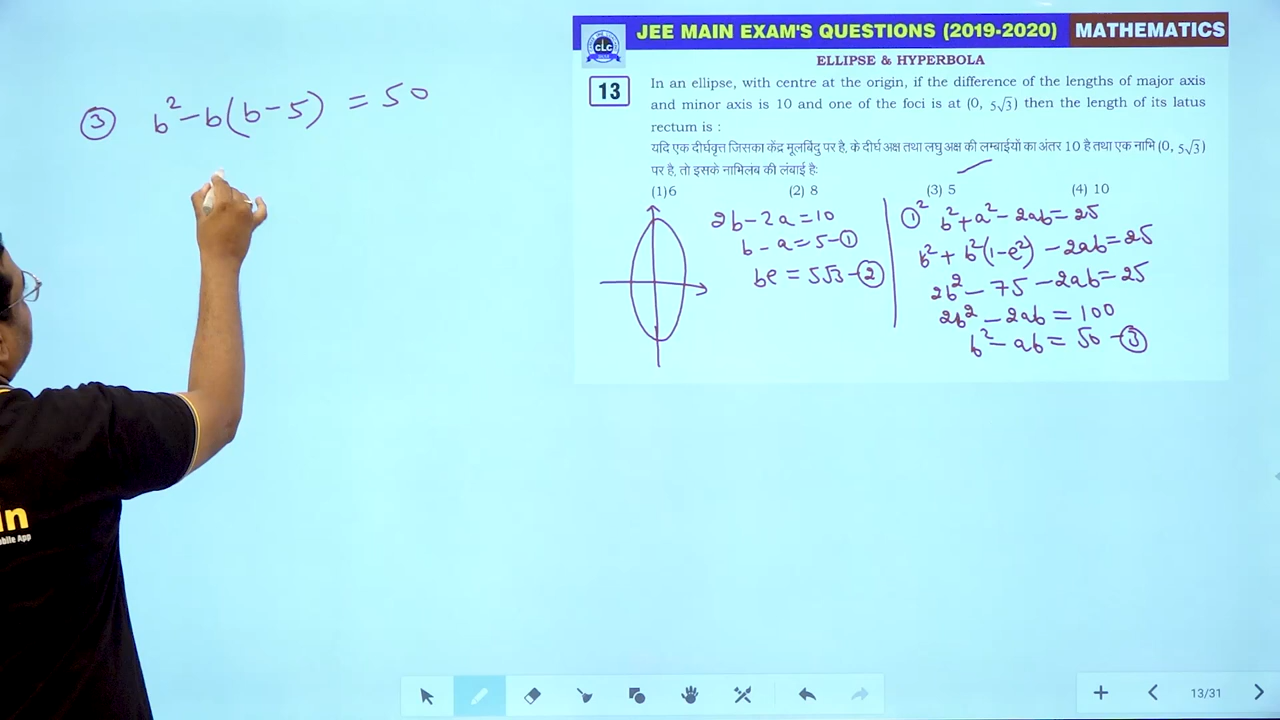 JEE MAIN EXAM'S QUESTIONS (2019-2020) MATHEMATICS
CLC
ELLIPSE & HYPERBOLA
13 In an ellipse, with centre at the origin, if the difference of the lengths of major axis
and minor axis is 10 and one of the foci is at (0, 5√3) then the length of its latus
rectum is :
यदि एक दीर्घवृत्त जिसका केंद्र मूलबिंदु पर है, के दीर्घ अक्ष तथा लघु अक्ष की लम्बाईयों का अंतर 10 है तथा एक नाभि (0, 5√3)
पर है, तो इसके नाभिलंब की लंबाई है:
(1) 6 (2) 8 (3) 5 (4) 10
2b-2a=10
b-a=5-①
be=5√3-②
①² b²+a²-2ab=25
b²+b²(1-e²)-2ab=25
2b²-75-2ab=25
2b²-2ab=100
b²-ab=50-③
③ b²-b(b-5)=50
in
obile App
13/31